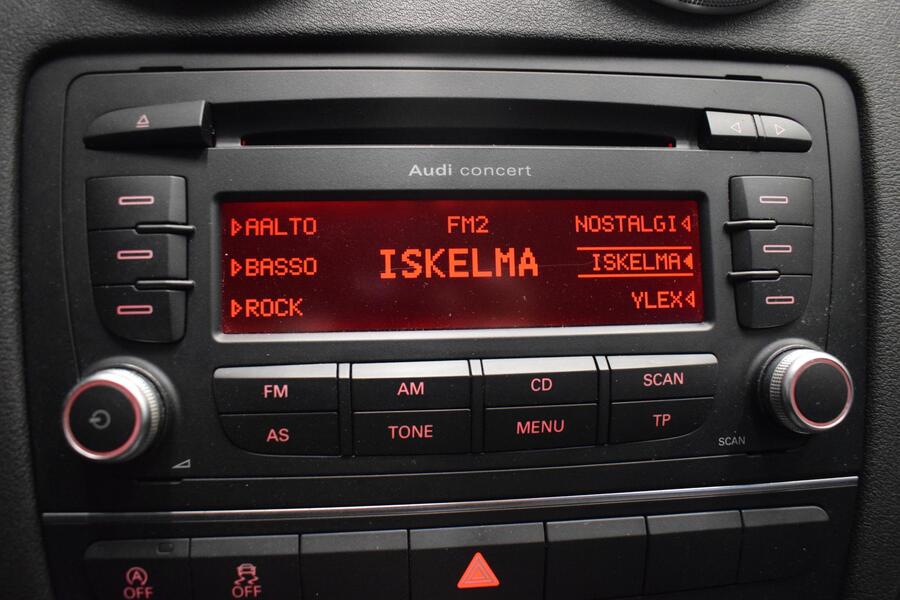 Audi concert
AALTO FM2 NOSTALGI
BASSO ISKELMA ISKELMA
ROCK YLEX
FM AM CD SCAN
AS TONE MENU TP
SCAN
A OFF OFF